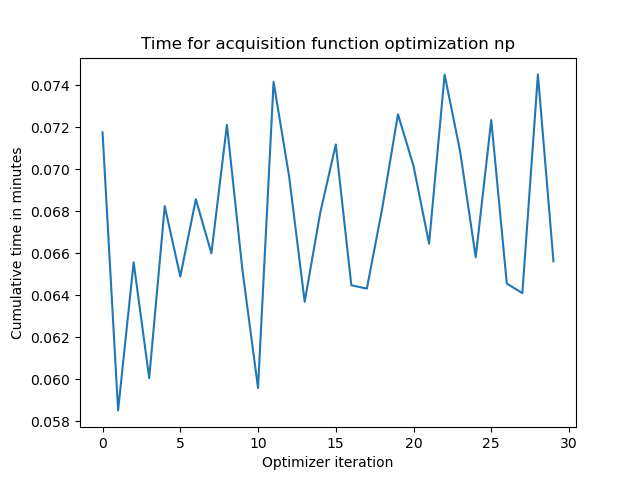 Time for acquisition function optimization np
0.074
0.072
0.070
0.068
0.066
0.064
0.062
0.060
0.058
Cumulative time in minutes
0 5 10 15 20 25 30
Optimizer iteration